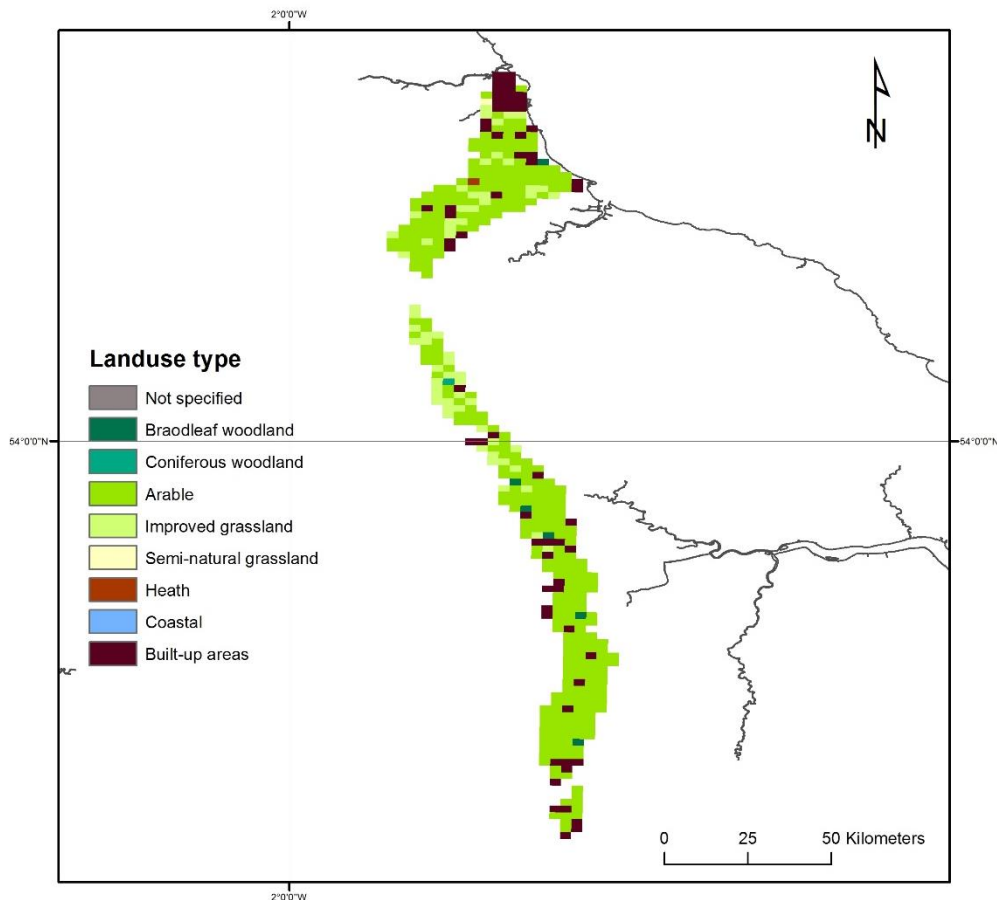 2°0'0"W
N
Landuse type
Not specified
Braodleaf woodland
Coniferous woodland
54°0'0"N
54°0'0"N
Arable
Improved grassland
Semi-natural grassland
Heath
Coastal
Built-up areas
0 25 50 Kilometers
2°0'0"W